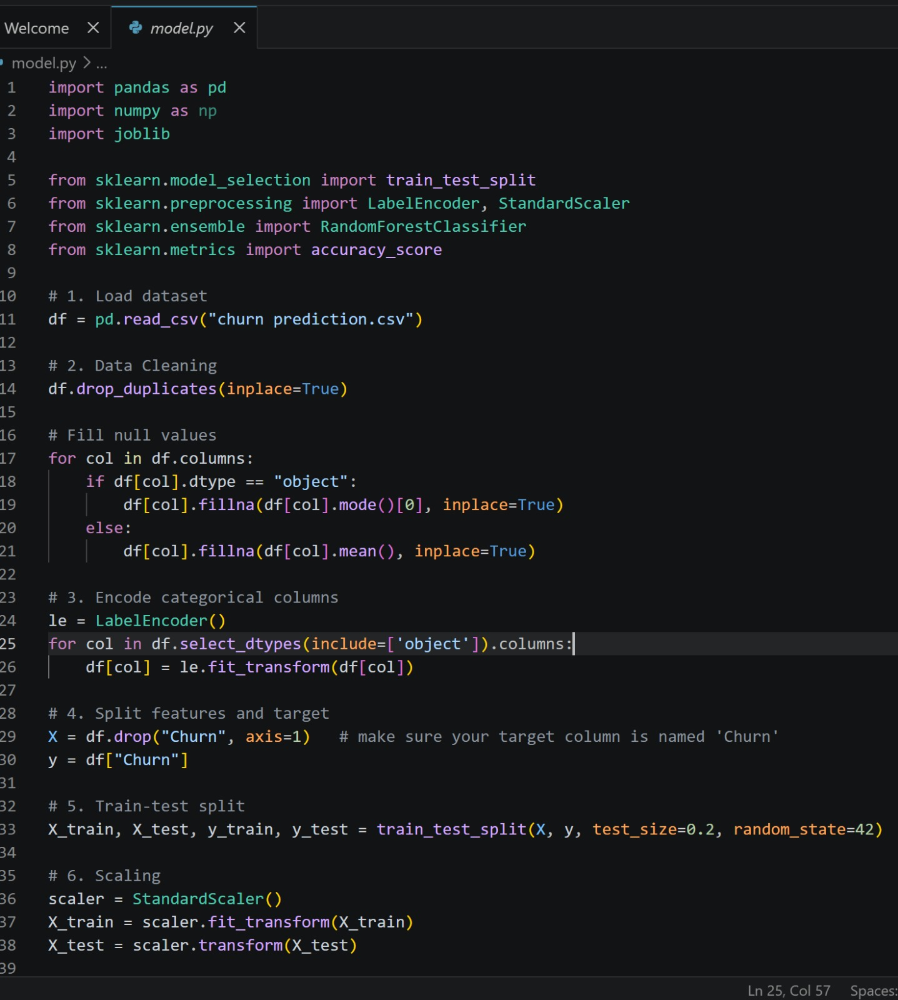 Welcome
model.py
model.py > ...
1 import pandas as pd
2 import numpy as np
3 import joblib
4
5 from sklearn.model_selection import train_test_split
6 from sklearn.preprocessing import LabelEncoder, StandardScaler
7 from sklearn.ensemble import RandomForestClassifier
8 from sklearn.metrics import accuracy_score
9
10 # 1. Load dataset
11 df = pd.read_csv("churn prediction.csv")
12
13 # 2. Data Cleaning
14 df.drop_duplicates(inplace=True)
15
16 # Fill null values
17 for col in df.columns:
18     if df[col].dtype == "object":
19         df[col].fillna(df[col].mode()[0], inplace=True)
20     else:
21         df[col].fillna(df[col].mean(), inplace=True)
22
23 # 3. Encode categorical columns
24 le = LabelEncoder()
25 for col in df.select_dtypes(include=['object']).columns:
26     df[col] = le.fit_transform(df[col])
27
28 # 4. Split features and target
29 X = df.drop("Churn", axis=1)   # make sure your target column is named 'Churn'
30 y = df["Churn"]
31
32 # 5. Train-test split
33 X_train, X_test, y_train, y_test = train_test_split(X, y, test_size=0.2, random_state=42)
34
35 # 6. Scaling
36 scaler = StandardScaler()
37 X_train = scaler.fit_transform(X_train)
38 X_test = scaler.transform(X_test)
39
Ln 25, Col 57 Spaces: